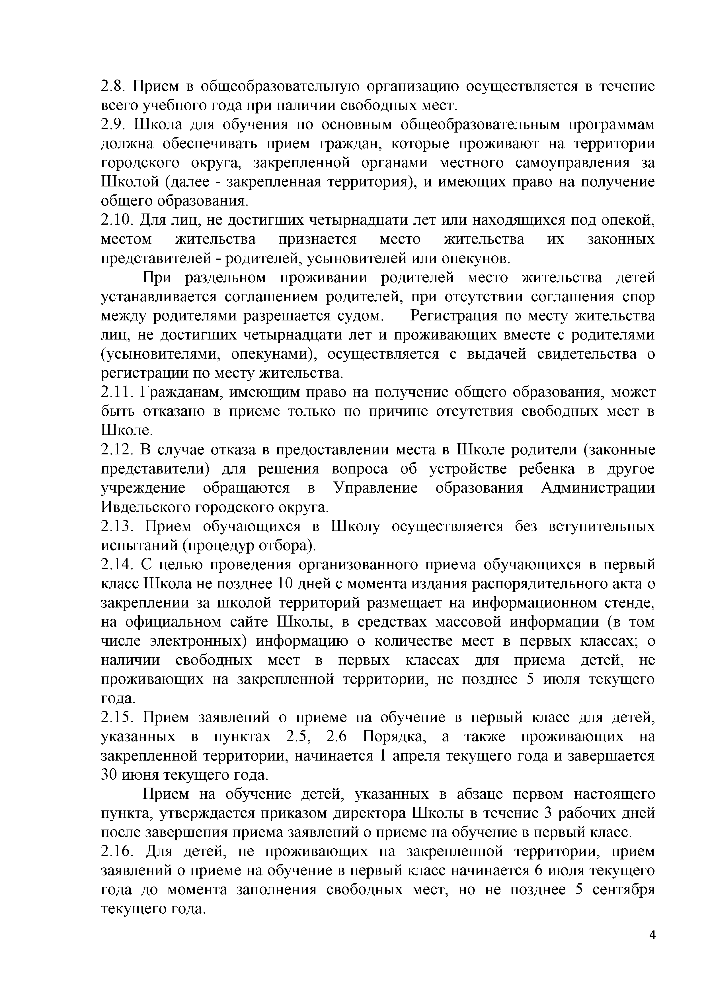 2.8. Прием в общеобразовательную организацию осуществляется в течение
всего учебного года при наличии свободных мест.
2.9. Школа для обучения по основным общеобразовательным программам
должна обеспечивать прием граждан, которые проживают на территории
городского округа, закрепленной органами местного самоуправления за
Школой (далее - закрепленная территория), и имеющих право на получение
общего образования.
2.10. Для лиц, не достигших четырнадцати лет или находящихся под опекой,
местом жительства признается место жительства их законных
представителей - родителей, усыновителей или опекунов.
При раздельном проживании родителей место жительства детей
устанавливается соглашением родителей, при отсутствии соглашения спор
между родителями разрешается судом. Регистрация по месту жительства
лиц, не достигших четырнадцати лет и проживающих вместе с родителями
(усыновителями, опекунами), осуществляется с выдачей свидетельства о
регистрации по месту жительства.
2.11. Гражданам, имеющим право на получение общего образования, может
быть отказано в приеме только по причине отсутствия свободных мест в
Школе.
2.12. В случае отказа в предоставлении места в Школе родители (законные
представители) для решения вопроса об устройстве ребенка в другое
учреждение обращаются в Управление образования Администрации
Ивдельского городского округа.
2.13. Прием обучающихся в Школу осуществляется без вступительных
испытаний (процедур отбора).
2.14. С целью проведения организованного приема обучающихся в первый
класс Школа не позднее 10 дней с момента издания распорядительного акта о
закреплении за школой территорий размещает на информационном стенде,
на официальном сайте Школы, в средствах массовой информации (в том
числе электронных) информацию о количестве мест в первых классах; о
наличии свободных мест в первых классах для приема детей, не
проживающих на закрепленной территории, не позднее 5 июля текущего
года.
2.15. Прием заявлений о приеме на обучение в первый класс для детей,
указанных в пунктах 2.5, 2.6 Порядка, а также проживающих на
закрепленной территории, начинается 1 апреля текущего года и завершается
30 июня текущего года.
Прием на обучение детей, указанных в абзаце первом настоящего
пункта, утверждается приказом директора Школы в течение 3 рабочих дней
после завершения приема заявлений о приеме на обучение в первый класс.
2.16. Для детей, не проживающих на закрепленной территории, прием
заявлений о приеме на обучение в первый класс начинается 6 июля текущего
года до момента заполнения свободных мест, но не позднее 5 сентября
текущего года.
4